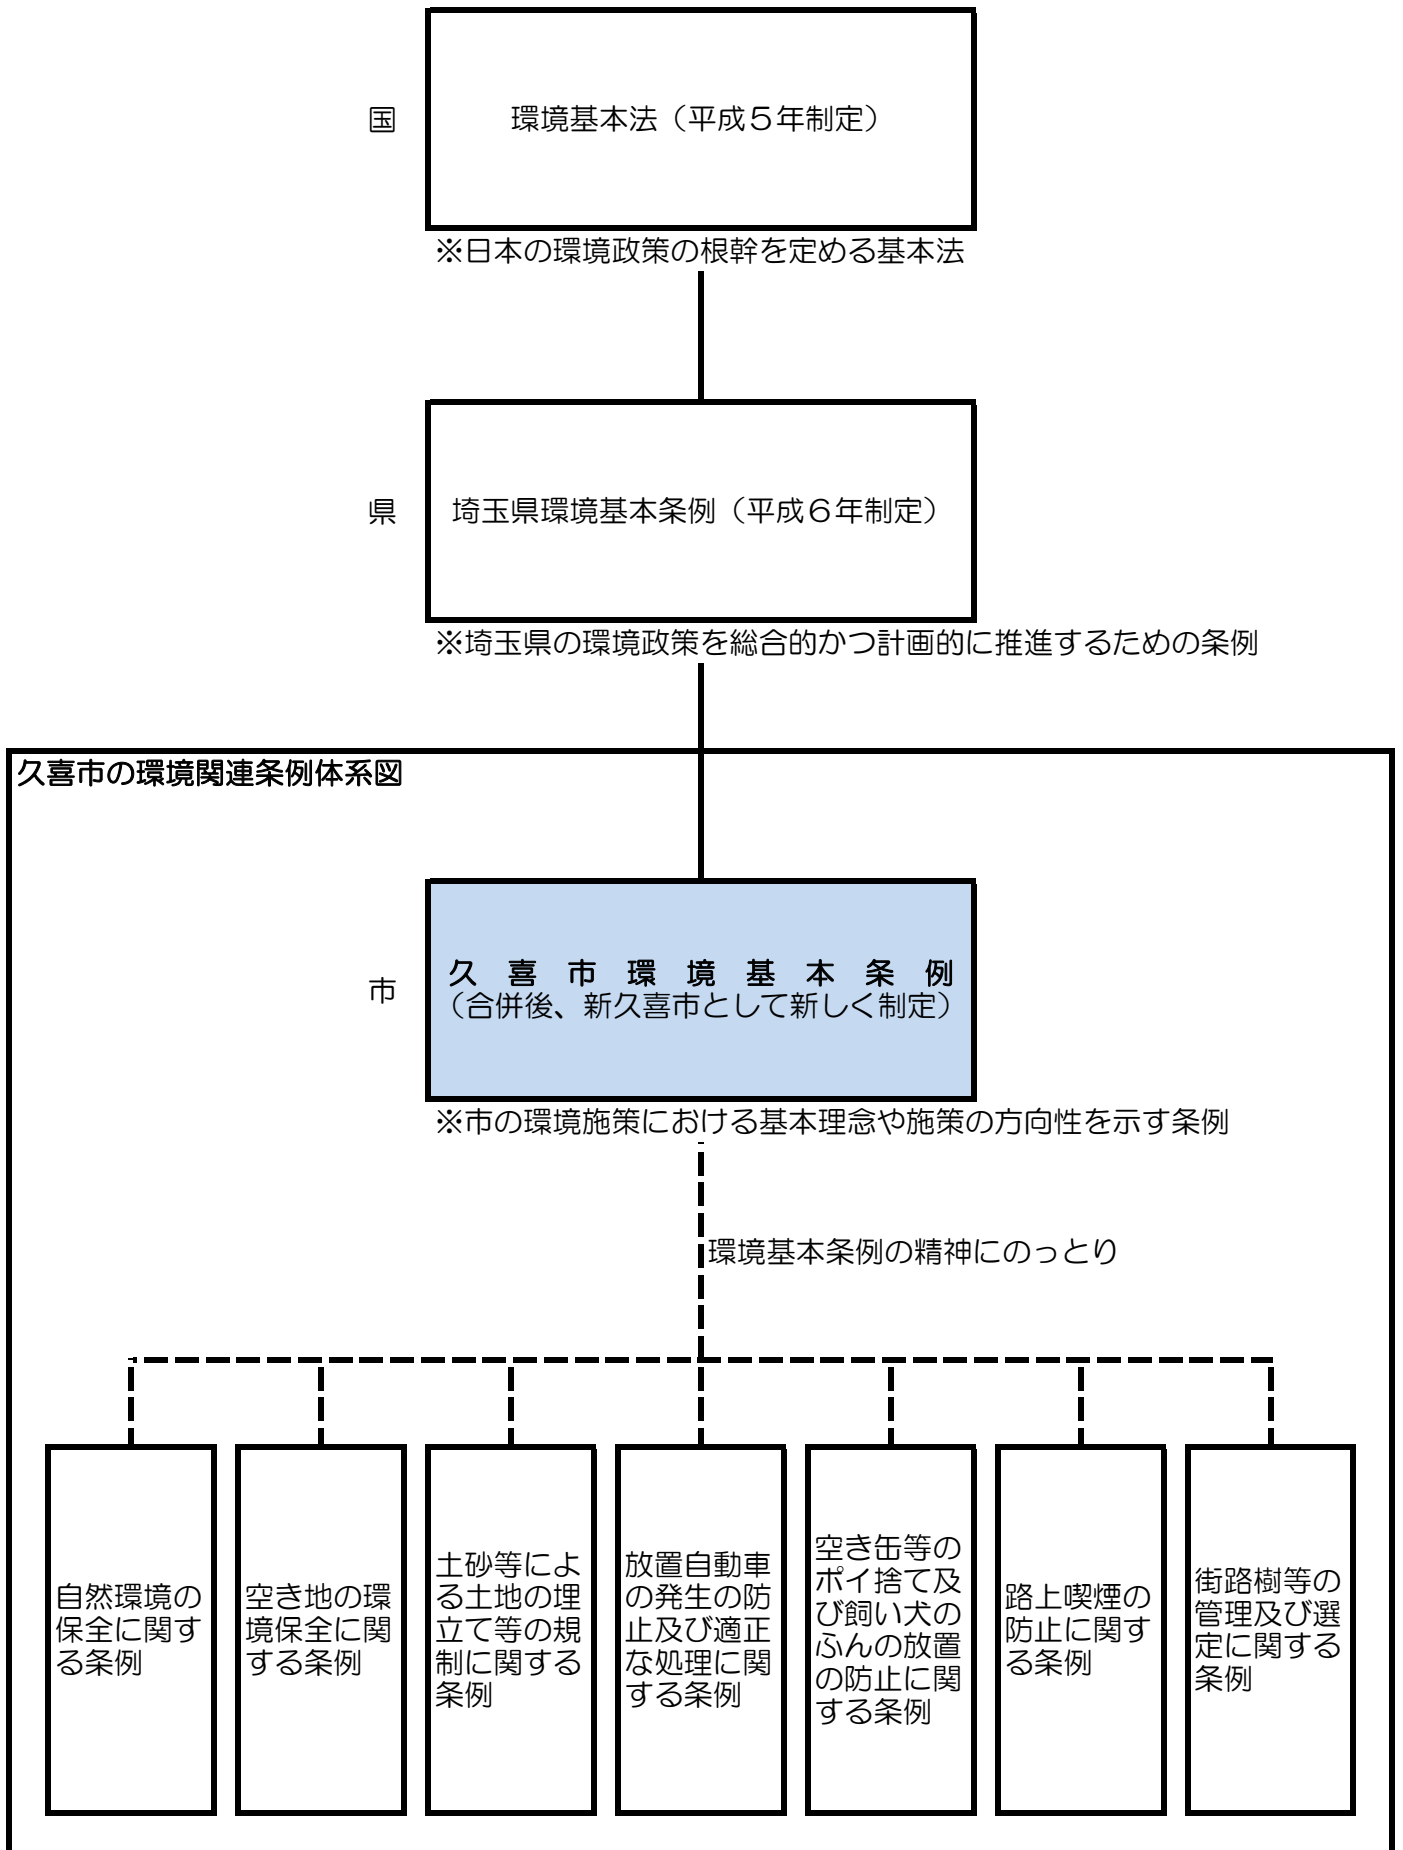 国
環境基本法（平成５年制定）
※日本の環境政策の根幹を定める基本法
県
埼玉県環境基本条例（平成６年制定）
※埼玉県の環境政策を総合的かつ計画的に推進するための条例
久喜市の環境関連条例体系図
市
久　喜　市　環　境　基　本　条　例
（合併後、新久喜市として新しく制定）
※市の環境施策における基本理念や施策の方向性を示す条例
環境基本条例の精神にのっとり
自然環境の
保全に関す
る条例
空き地の環
境保全に関
する条例
土砂等によ
る土地の埋
立て等の規
制に関する
条例
放置自動車
の発生の防
止及び適正
な処理に関
する条例
空き缶等の
ポイ捨て及
び飼い犬の
ふんの放置
の防止に関
する条例
路上喫煙の
防止に関す
る条例
街路樹等の
管理及び選
定に関する
条例